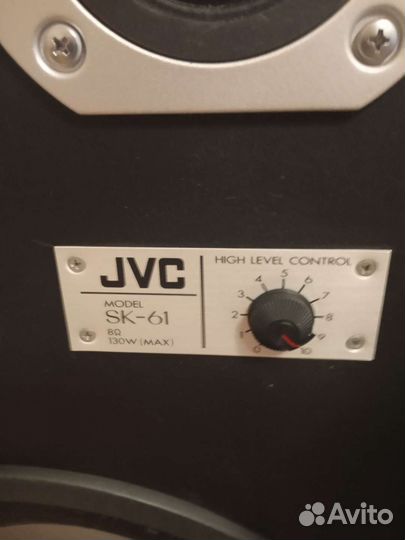 JVC
MODEL
SK-61
8Ω
130W (MAX)
HIGH LEVEL CONTROL
0 1 2 3 4 5 6 7 8 9 10
Avito